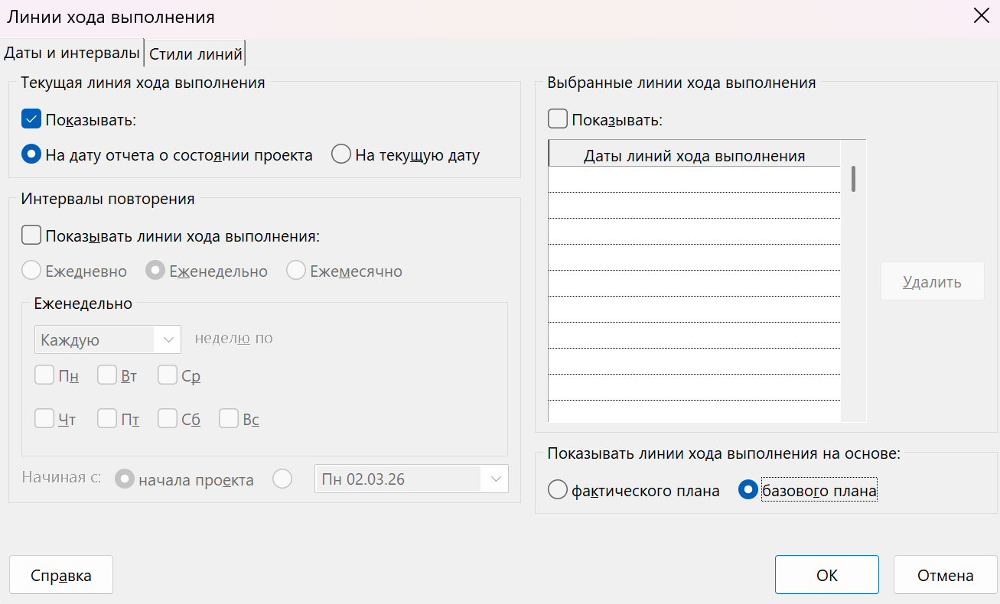 Линии хода выполнения
Даты и интервалы
Стили линий
Текущая линия хода выполнения
Показывать:
На дату отчета о состоянии проекта
На текущую дату
Интервалы повторения
Показывать линии хода выполнения:
Ежедневно
Еженедельно
Ежемесячно
Еженедельно
Каждую
неделю по
Пн
Вт
Ср
Чт
Пт
Сб
Вс
Начиная с:
начала проекта
Пн 02.03.26
Выбранные линии хода выполнения
Показывать:
Даты линий хода выполнения
Удалить
Показывать линии хода выполнения на основе:
фактического плана
базового плана
Справка
ОК
Отмена